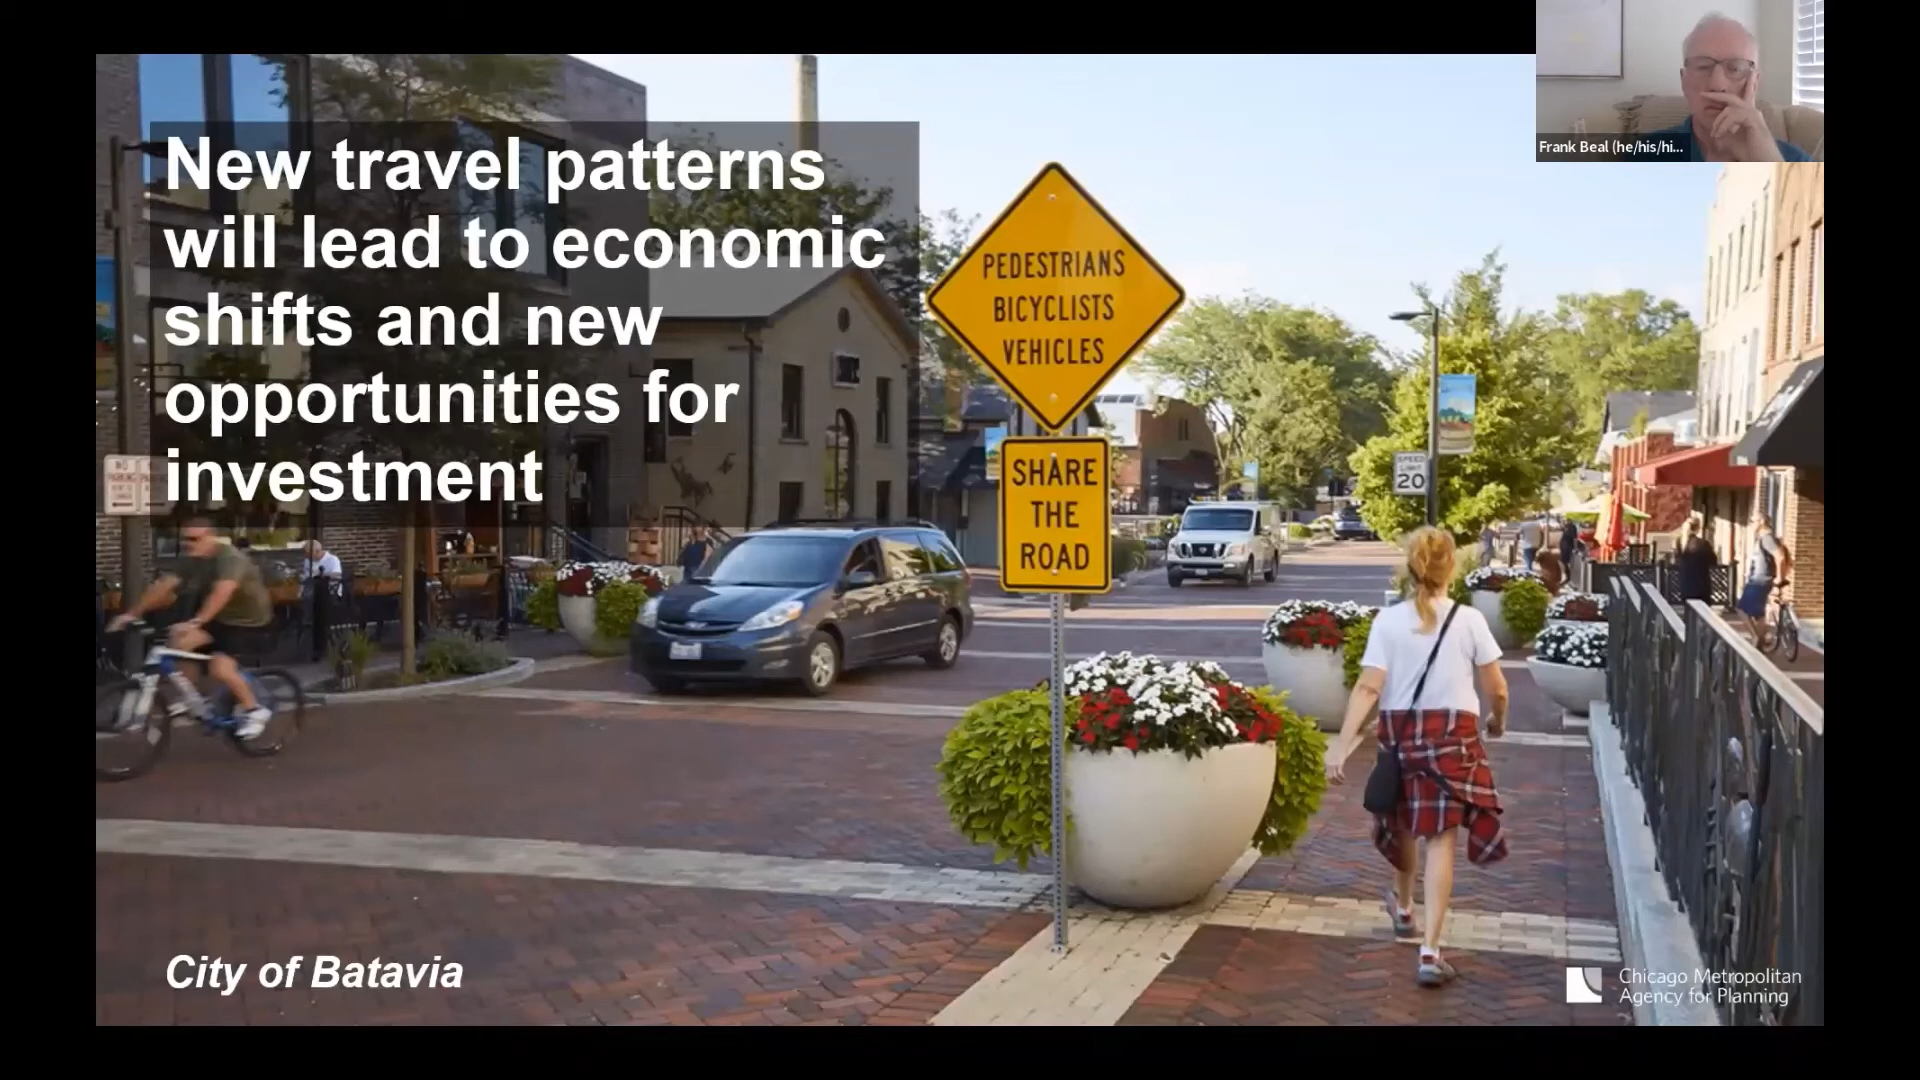 New travel patterns
will lead to economic
shifts and new
opportunities for
investment
Frank Beal (he/his/hi...
PEDESTRIANS
BICYCLISTS
VEHICLES
SHARE
THE
ROAD
SPEED
LIMIT
20
NO
City of Batavia
Chicago Metropolitan
Agency for Planning